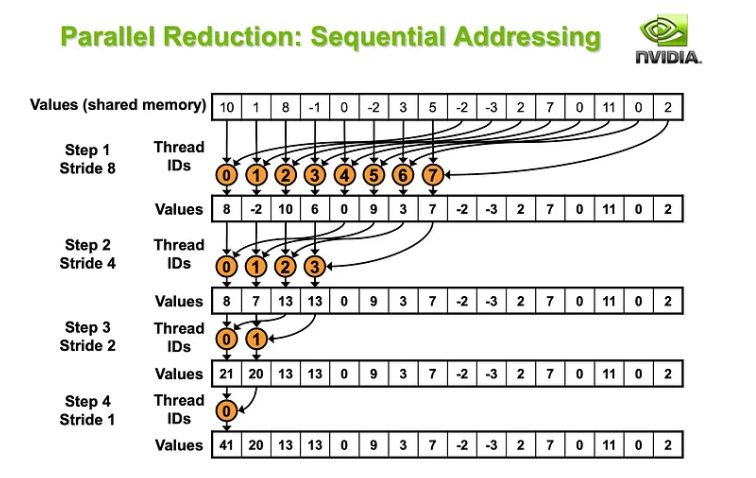 Parallel Reduction: Sequential Addressing
NVIDIA.
Values (shared memory) 10 1 8 -1 0 -2 3 5 -2 -3 2 7 0 11 0 2
Step 1
Stride 8
Thread
IDs
0 1 2 3 4 5 6 7
Values 8 -2 10 6 0 9 3 7 -2 -3 2 7 0 11 0 2
Step 2
Stride 4
Thread
IDs
0 1 2 3
Values 8 7 13 13 0 9 3 7 -2 -3 2 7 0 11 0 2
Step 3
Stride 2
Thread
IDs
0 1
Values 21 20 13 13 0 9 3 7 -2 -3 2 7 0 11 0 2
Step 4
Stride 1
Thread
IDs
0
Values 41 20 13 13 0 9 3 7 -2 -3 2 7 0 11 0 2